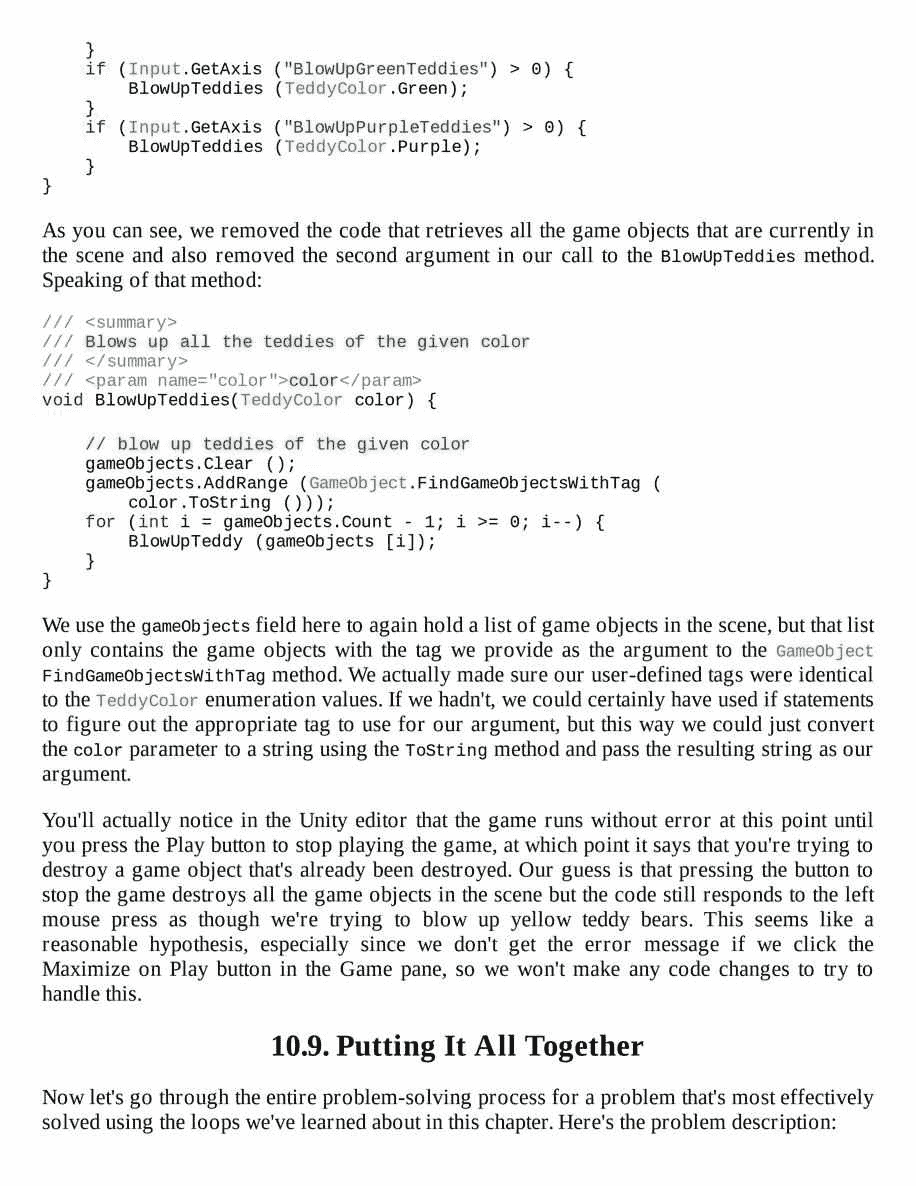 }
    if (Input.GetAxis ("BlowUpGreenTeddies") > 0) {
        BlowUpTeddies (TeddyColor.Green);
    }
    if (Input.GetAxis ("BlowUpPurpleTeddies") > 0) {
        BlowUpTeddies (TeddyColor.Purple);
    }
}
As you can see, we removed the code that retrieves all the game objects that are currently in
the scene and also removed the second argument in our call to the BlowUpTeddies method.
Speaking of that method:
/// <summary>
/// Blows up all the teddies of the given color
/// </summary>
/// <param name="color">color</param>
void BlowUpTeddies(TeddyColor color) {
    // blow up teddies of the given color
    gameObjects.Clear ();
    gameObjects.AddRange (GameObject.FindGameObjectsWithTag (
        color.ToString ()));
    for (int i = gameObjects.Count - 1; i >= 0; i--) {
        BlowUpTeddy (gameObjects [i]);
    }
}
We use the gameObjects field here to again hold a list of game objects in the scene, but that list
only contains the game objects with the tag we provide as the argument to the GameObject
FindGameObjectsWithTag method. We actually made sure our user-defined tags were identical
to the TeddyColor enumeration values. If we hadn't, we could certainly have used if statements
to figure out the appropriate tag to use for our argument, but this way we could just convert
the color parameter to a string using the ToString method and pass the resulting string as our
argument.
You'll actually notice in the Unity editor that the game runs without error at this point until
you press the Play button to stop playing the game, at which point it says that you're trying to
destroy a game object that's already been destroyed. Our guess is that pressing the button to
stop the game destroys all the game objects in the scene but the code still responds to the left
mouse press as though we're trying to blow up yellow teddy bears. This seems like a
reasonable hypothesis, especially since we don't get the error message if we click the
Maximize on Play button in the Game pane, so we won't make any code changes to try to
handle this.
10.9. Putting It All Together
Now let's go through the entire problem-solving process for a problem that's most effectively
solved using the loops we've learned about in this chapter. Here's the problem description: